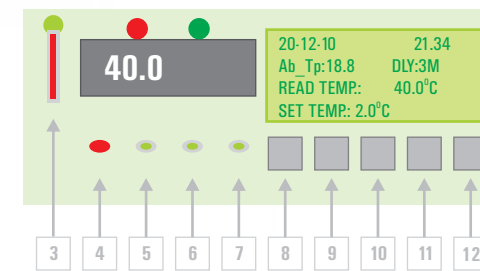 40.0
20-12-10 21.34
Ab_Tp:18.8 DLY:3M
READ TEMP.: 40.0°C
SET TEMP.: 2.0°C
3 4 5 6 7 8 9 10 11 12